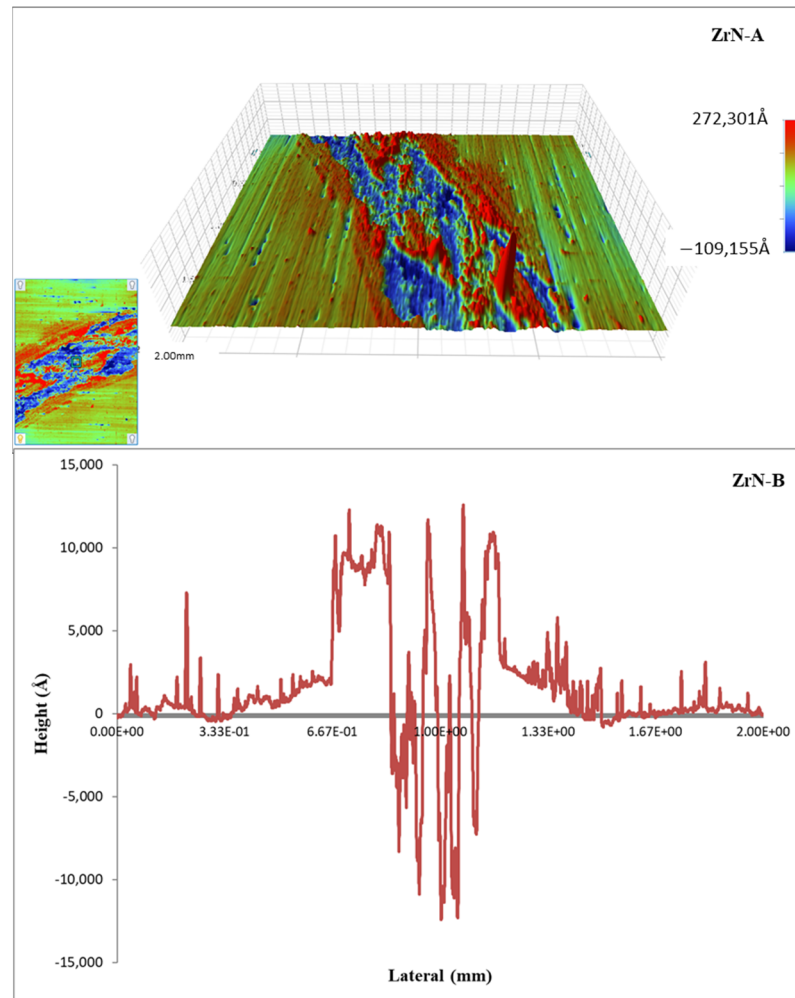 ZrN-A
272,301Å
−109,155Å
2.00mm
ZrN-B
15,000
10,000
5,000
0
-5,000
-10,000
-15,000
Height (Å)
0.00E+00 3.33E-01 6.67E-01 1.00E+00 1.33E+00 1.67E+00 2.00E+00
Lateral (mm)